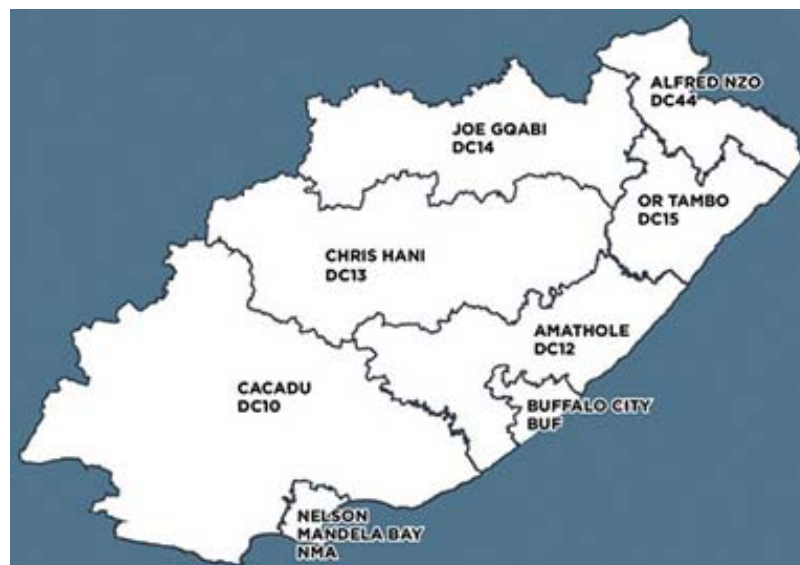 ALFRED NZO
DC44
JOE GQABI
DC14
OR TAMBO
DC15
CHRIS HANI
DC13
AMATHOLE
DC12
CACADU
DC10
BUFFALO CITY
BUF
NELSON
MANDELA BAY
NMA